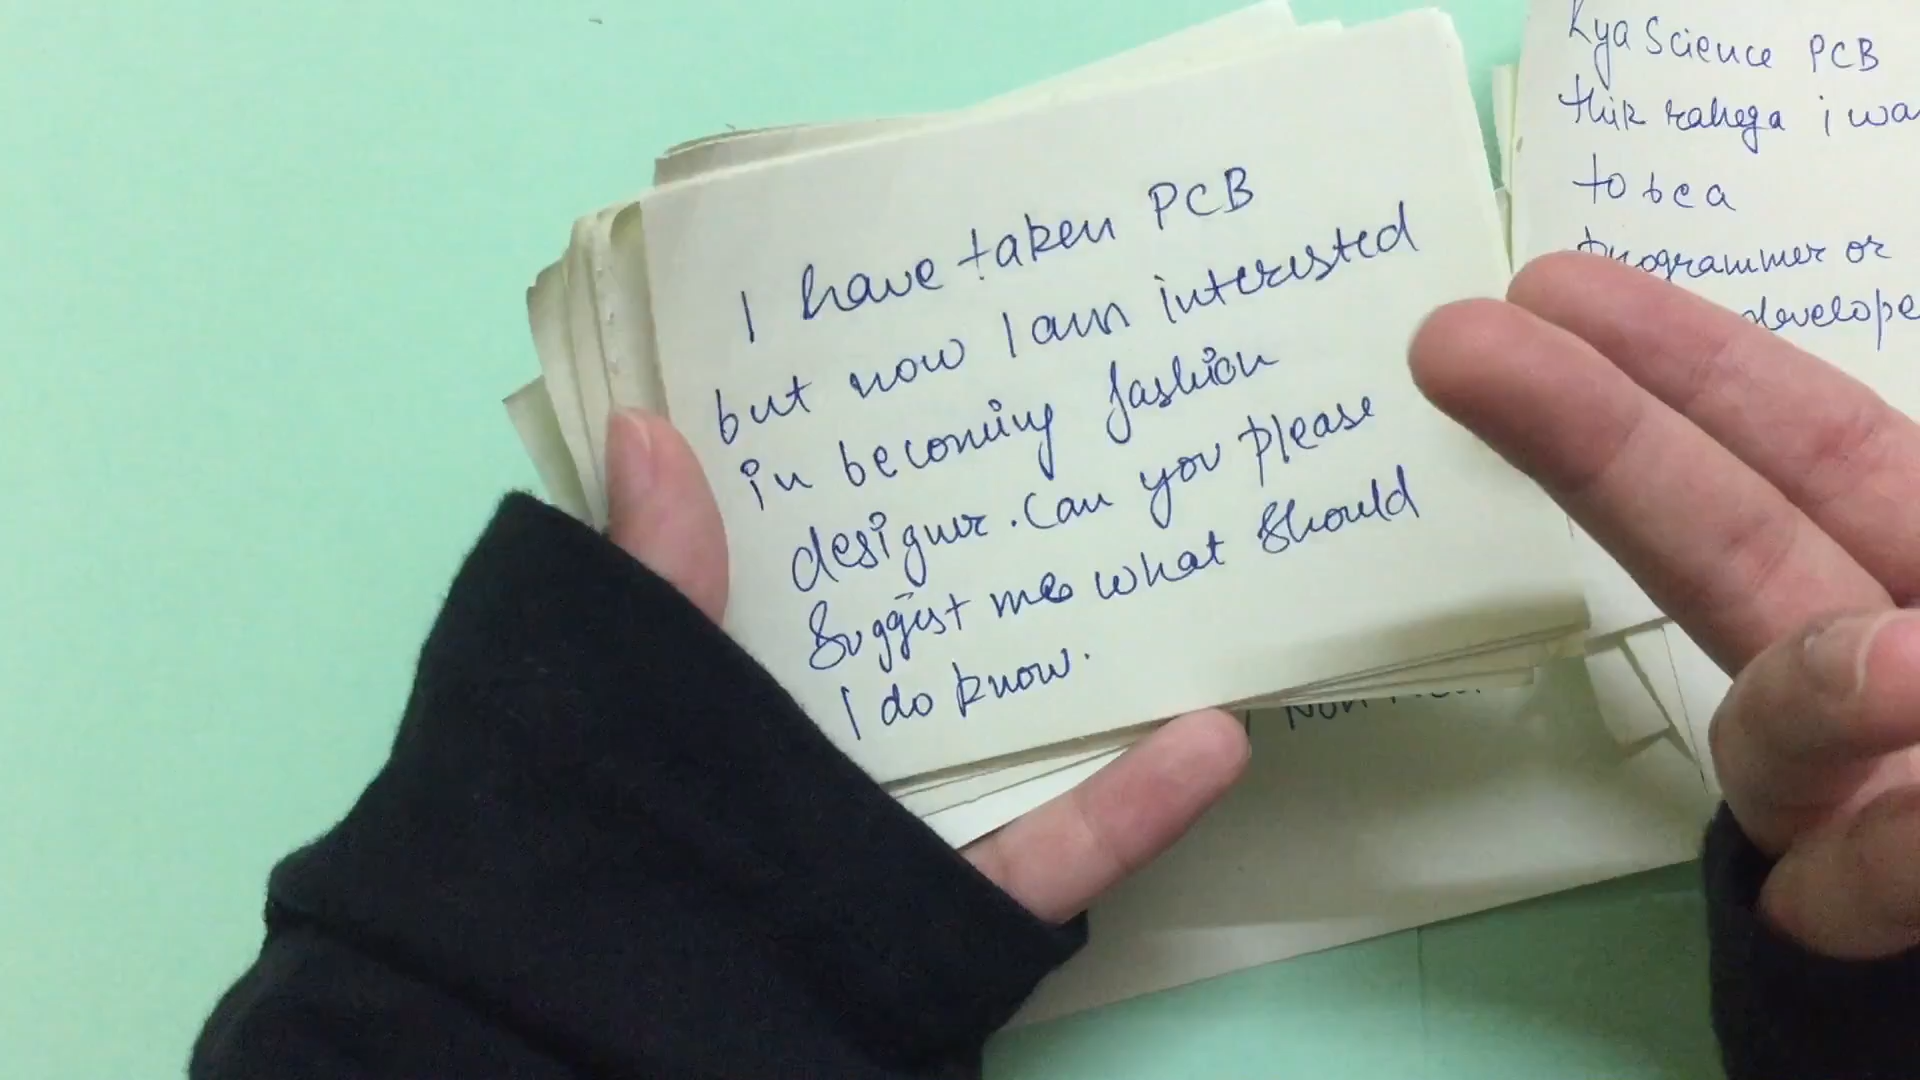 I have taken PCB
but now I am interested
in becoming fashion
designer. Can you please
Suggest me what should
I do know.
Kya Science PCB
thik rahega i wa
to be a
programmer or
develope
Non